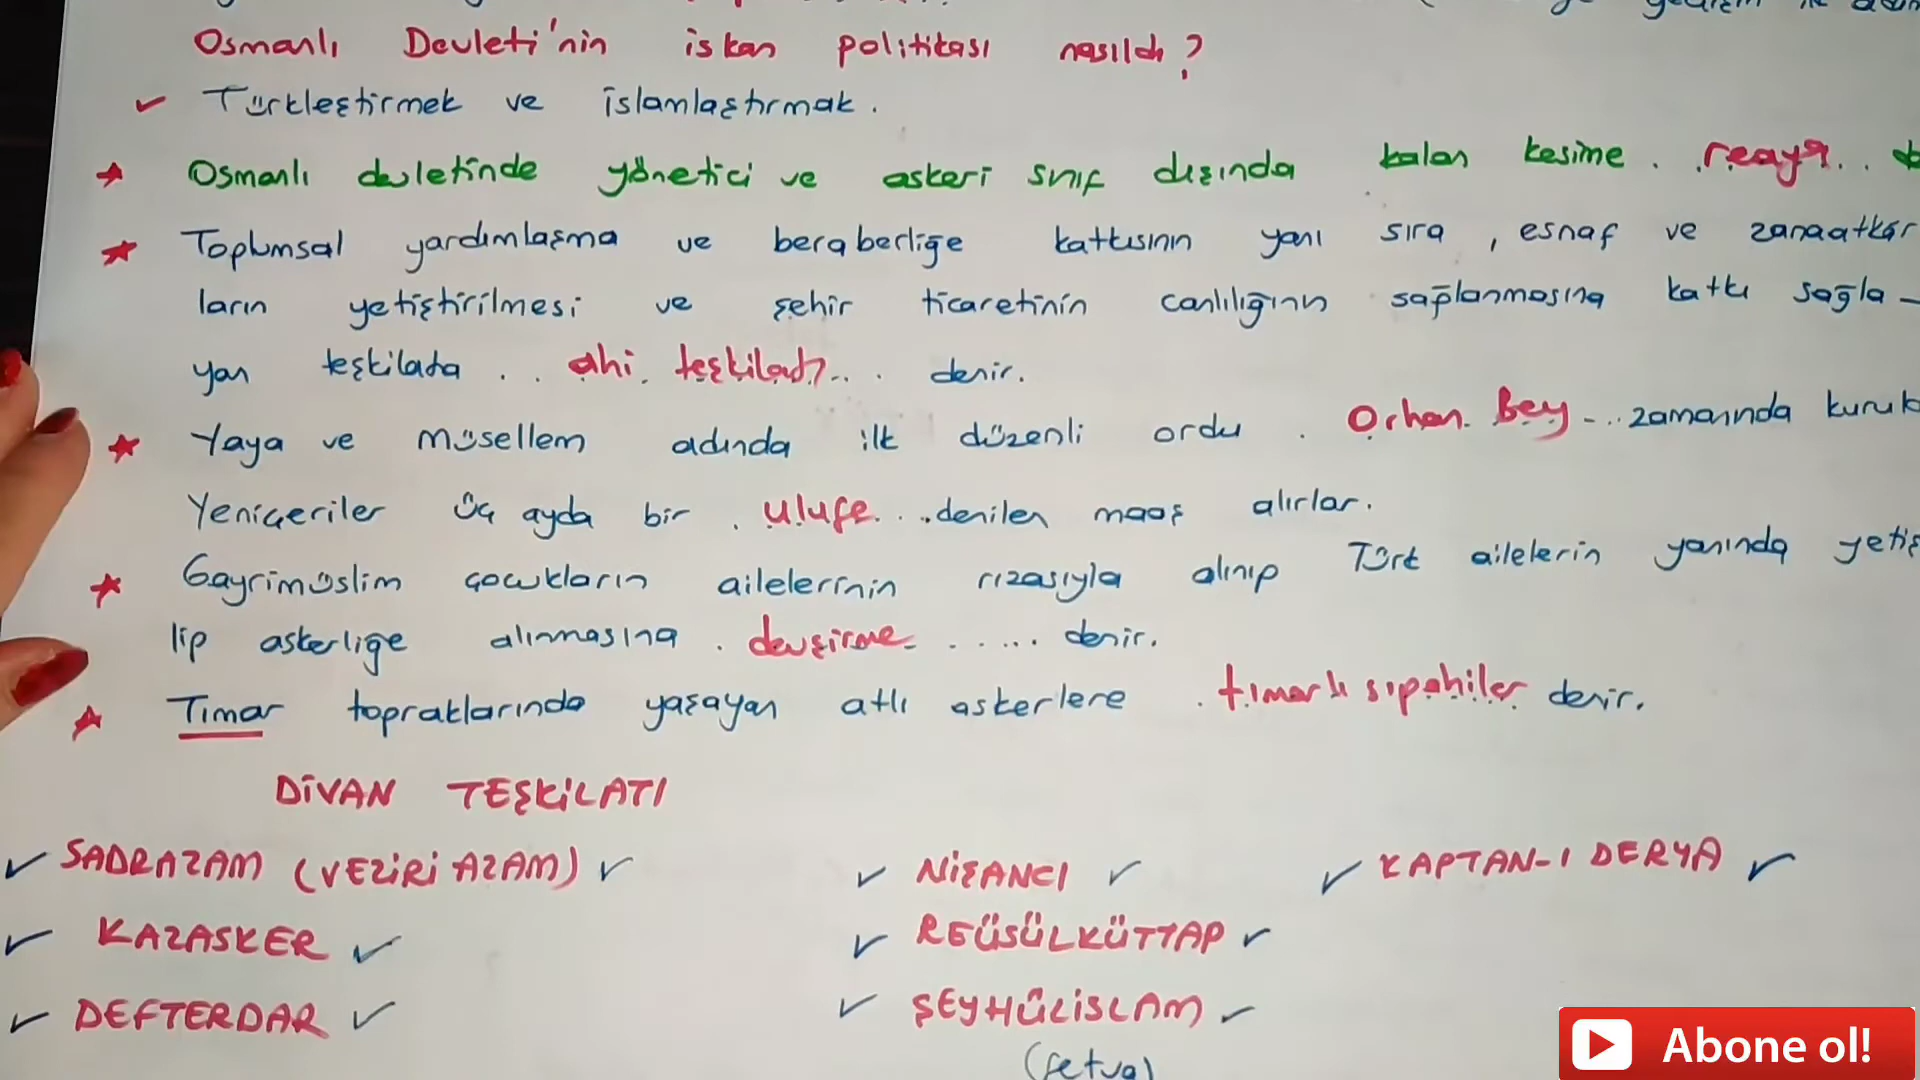 Osmanlı Devleti'nin iskan politikası nasıldı?
✓ Türkleştirmek ve islamlaştırmak.
★ Osmanlı devletinde yönetici ve askeri sınıf dışında kalan kesime . reaya . . d
★ Toplumsal yardımlaşma ve beraberliğe katkısının yanı sıra , esnaf ve zanaatkâr
ların yetiştirilmesi ve şehir ticaretinin canlılığının sağlanmasına katkı sağla -
yan teşkilata . . ahi teşkilatı . . . denir.
★ Yaya ve Müsellem adında ilk düzenli ordu . Orhan Bey - . . zamanında kurul
Yeniçeriler üç ayda bir . ulufe . . . denilen maaş alırlar.
★ Gayrimüslim çocukların ailelerinin rızasıyla alınıp Türk ailelerin yanında yetiş
lip askerliğe alınmasına . devşirme . . . . . . denir.
★ Tımar topraklarında yaşayan atlı askerlere . tımarlı sipahiler denir.
DİVAN TEŞKİLATI
✓ SADRAZAM (VEZİRİ AZAM) ✓ ✓ NİŞANCI ✓ ✓ KAPTAN-I DERYA ✓
✓ KAZASKER ✓ ✓ REÜSÜLKÜTTAP ✓
✓ DEFTERDAR ✓ ✓ ŞEYHÜLİSLAM ✓
(fetva)
Abone ol!